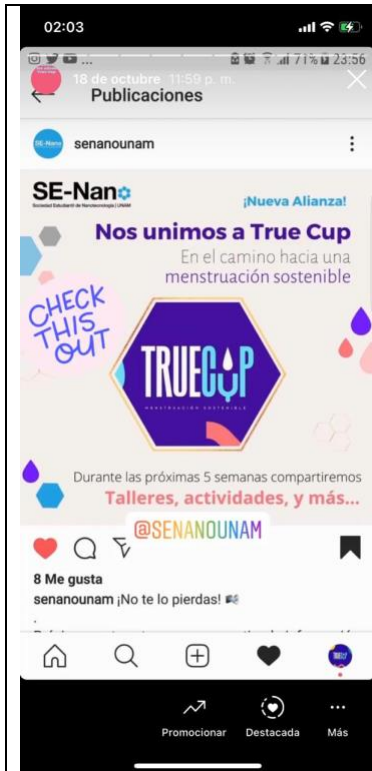 02:03
71% 23:56
18 de octubre 11:59 p. m.
Publicaciones
SE-Nano senanounam
SE-Nano
Sociedad Estudiantil de Nanotecnología | UNAM
¡Nueva Alianza!
Nos unimos a True Cup
En el camino hacia una
menstruación sostenible
CHECK
THIS
OUT
TRUECUP
MENSTRUACIÓN SOSTENIBLE
Durante las próximas 5 semanas compartiremos
Talleres, actividades, y más...
@SENANOUNAM
8 Me gusta
senanounam ¡No te lo pierdas!
.
Promocionar Destacada Más